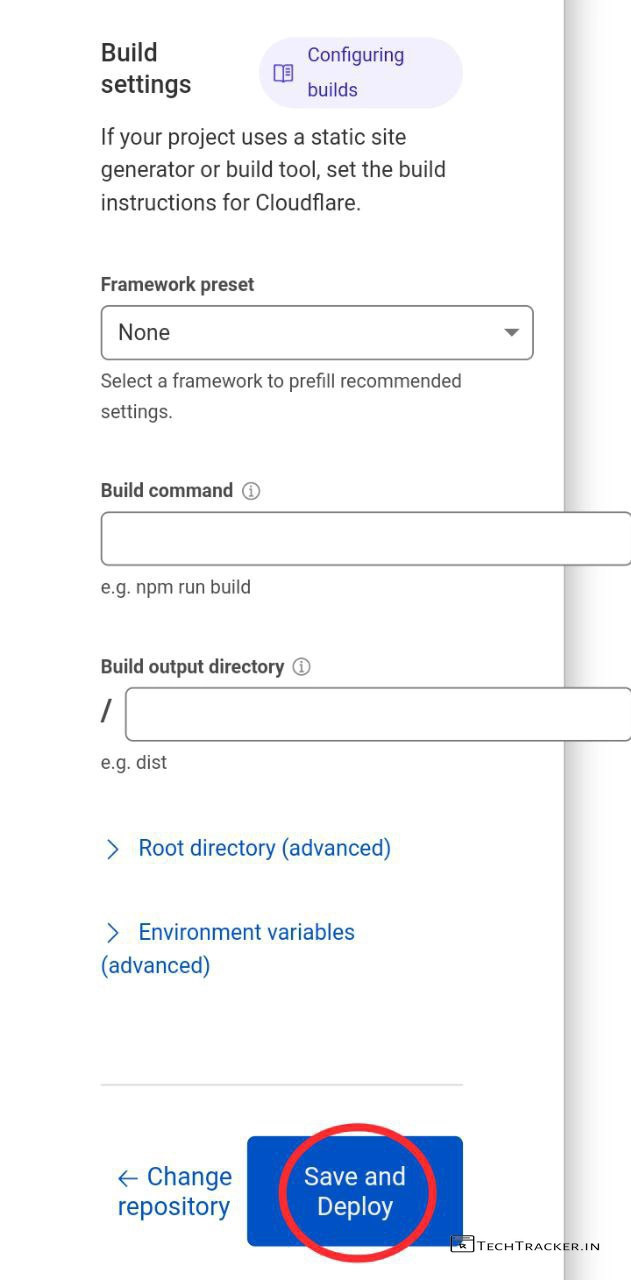 Build
settings
Configuring
builds
If your project uses a static site
generator or build tool, set the build
instructions for Cloudflare.
Framework preset
None
Select a framework to prefill recommended
settings.
Build command
e.g. npm run build
Build output directory
/
e.g. dist
Root directory (advanced)
Environment variables
(advanced)
← Change
repository
Save and
Deploy
TECHTRACKER.IN